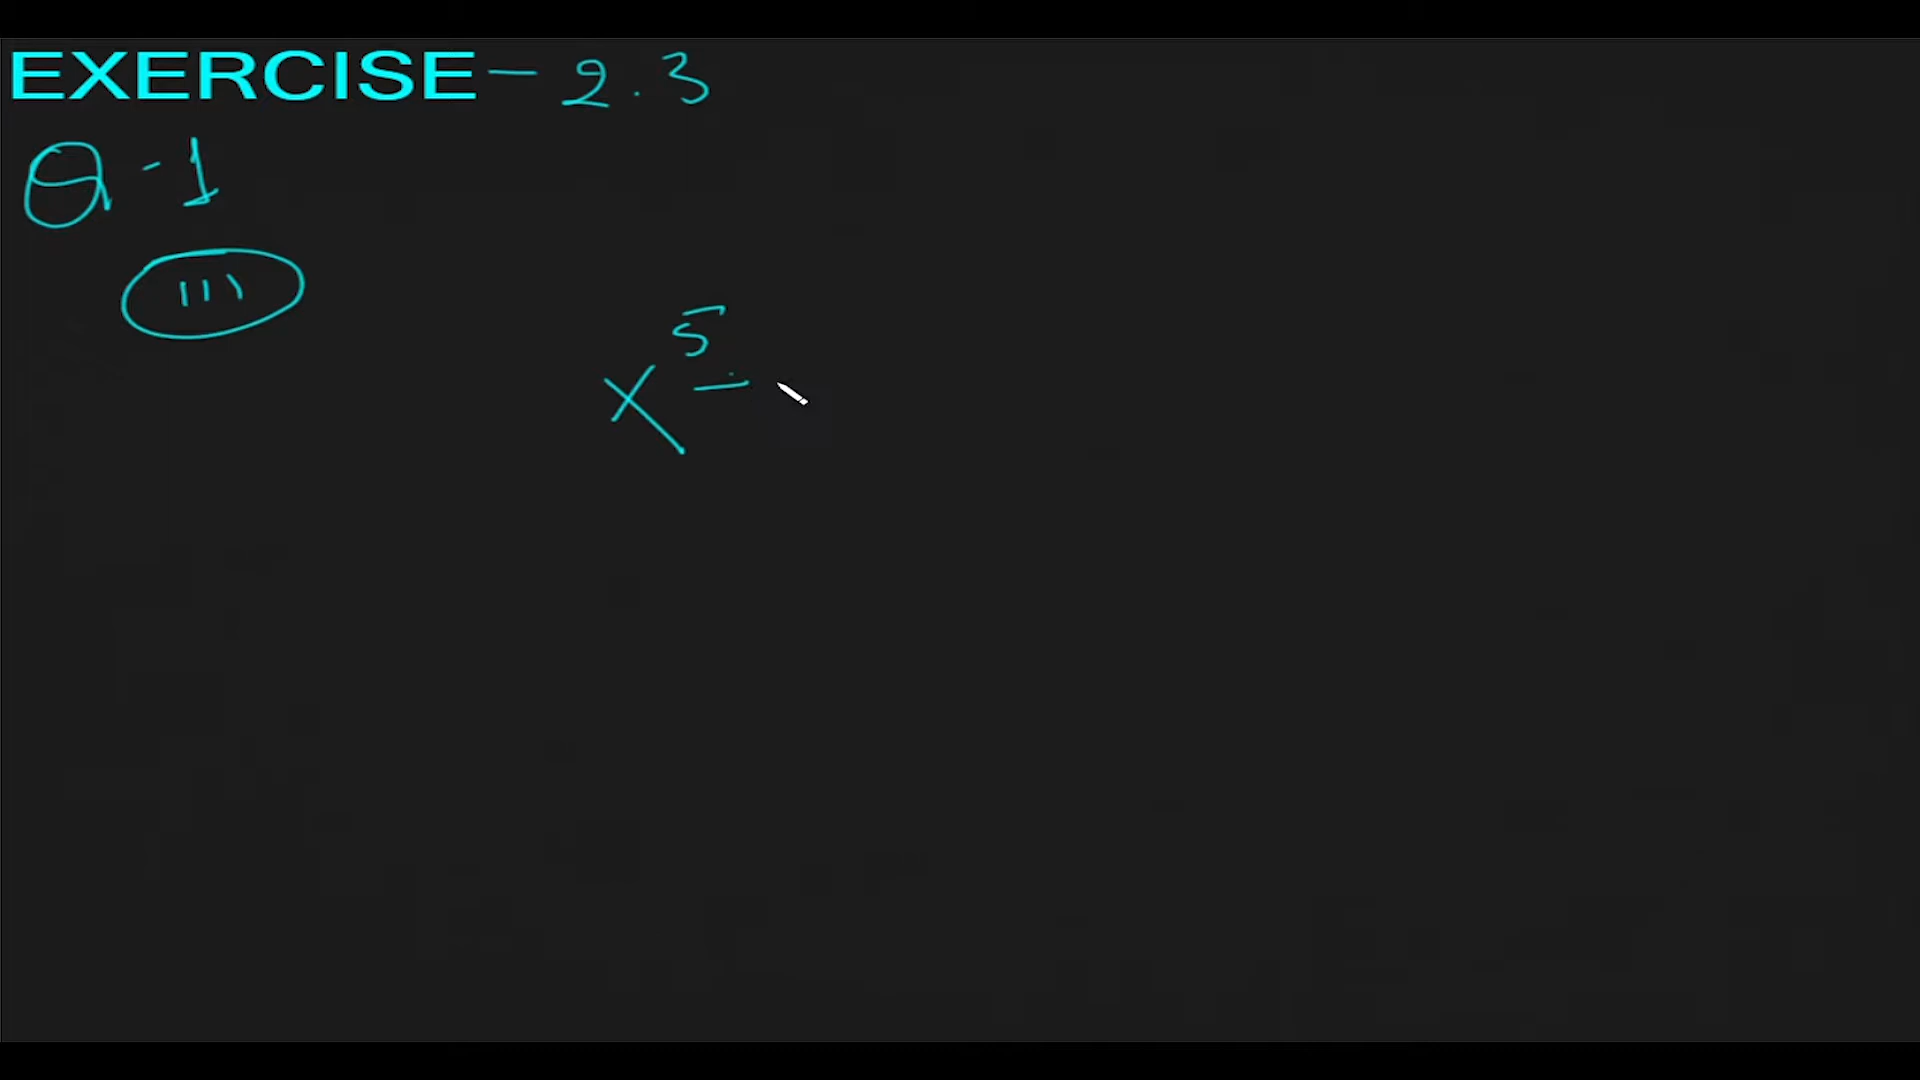 EXERCISE - 2.3
Q-1
III
x⁵ -